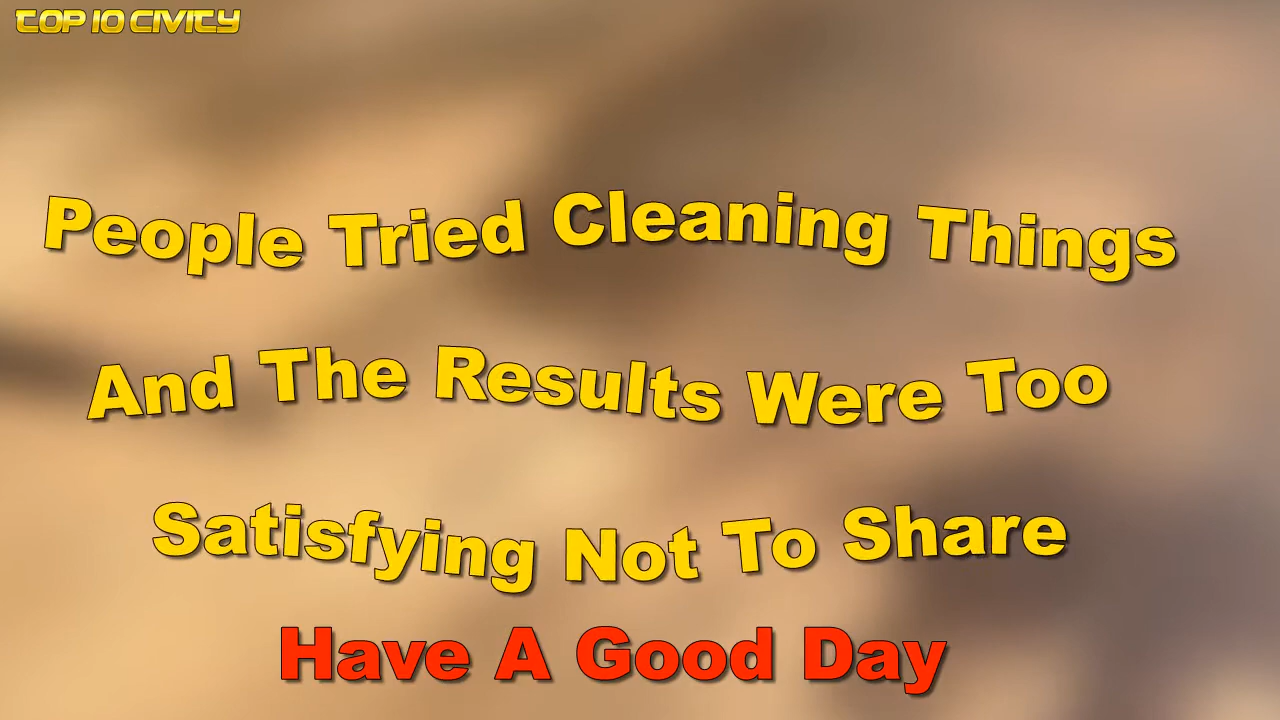 TOP 10 CIVITY
People Tried Cleaning Things
And The Results Were Too
Satisfying Not To Share
Have A Good Day